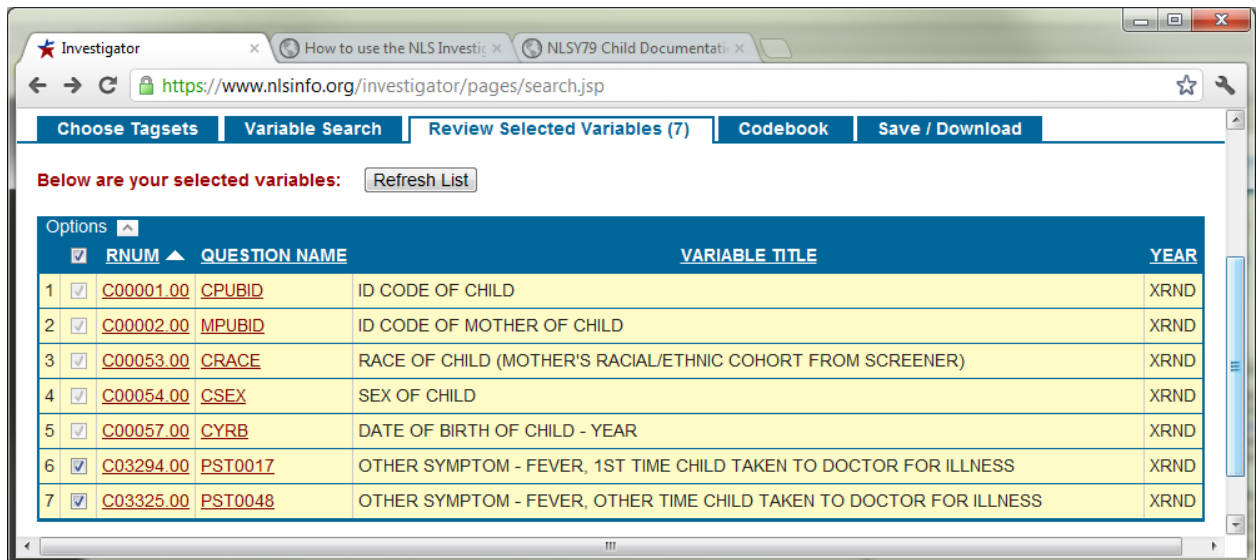 Investigator How to use the NLS Investig NLSY79 Child Documentati
https://www.nlsinfo.org/investigator/pages/search.jsp
Choose Tagsets Variable Search Review Selected Variables (7) Codebook Save / Download
Below are your selected variables: Refresh List
Options
RNUM QUESTION NAME VARIABLE TITLE YEAR
1 C00001.00 CPUBID ID CODE OF CHILD XRND
2 C00002.00 MPUBID ID CODE OF MOTHER OF CHILD XRND
3 C00053.00 CRACE RACE OF CHILD (MOTHER'S RACIAL/ETHNIC COHORT FROM SCREENER) XRND
4 C00054.00 CSEX SEX OF CHILD XRND
5 C00057.00 CYRB DATE OF BIRTH OF CHILD - YEAR XRND
6 C03294.00 PST0017 OTHER SYMPTOM - FEVER, 1ST TIME CHILD TAKEN TO DOCTOR FOR ILLNESS XRND
7 C03325.00 PST0048 OTHER SYMPTOM - FEVER, OTHER TIME CHILD TAKEN TO DOCTOR FOR ILLNESS XRND